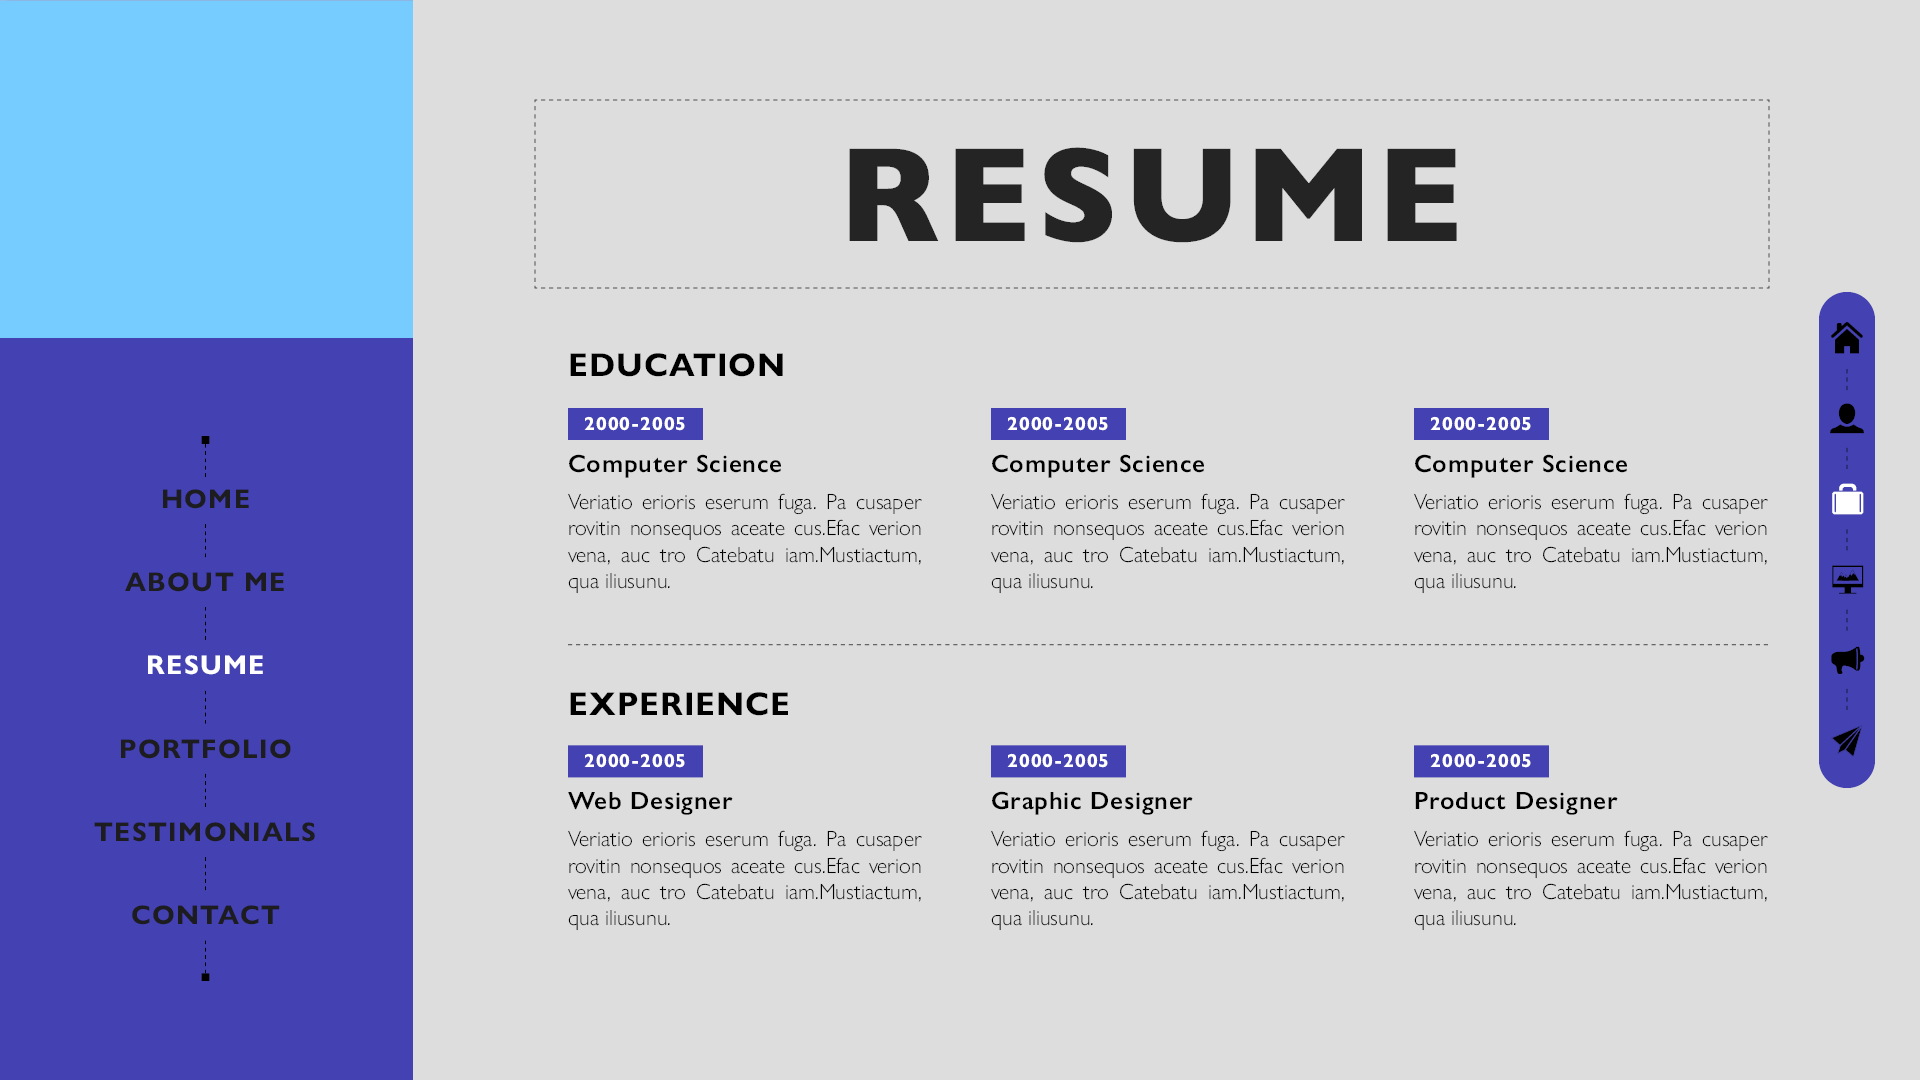 HOME
ABOUT ME
RESUME
PORTFOLIO
TESTIMONIALS
CONTACT
RESUME
EDUCATION
2000-2005
Computer Science
Veriatio erioris eserum fuga. Pa cusaper
rovitin nonsequos aceate cus.Efac verion
vena, auc tro Catebatu iam.Mustiactum,
qua iliusunu.
2000-2005
Computer Science
Veriatio erioris eserum fuga. Pa cusaper
rovitin nonsequos aceate cus.Efac verion
vena, auc tro Catebatu iam.Mustiactum,
qua iliusunu.
2000-2005
Computer Science
Veriatio erioris eserum fuga. Pa cusaper
rovitin nonsequos aceate cus.Efac verion
vena, auc tro Catebatu iam.Mustiactum,
qua iliusunu.
EXPERIENCE
2000-2005
Web Designer
Veriatio erioris eserum fuga. Pa cusaper
rovitin nonsequos aceate cus.Efac verion
vena, auc tro Catebatu iam.Mustiactum,
qua iliusunu.
2000-2005
Graphic Designer
Veriatio erioris eserum fuga. Pa cusaper
rovitin nonsequos aceate cus.Efac verion
vena, auc tro Catebatu iam.Mustiactum,
qua iliusunu.
2000-2005
Product Designer
Veriatio erioris eserum fuga. Pa cusaper
rovitin nonsequos aceate cus.Efac verion
vena, auc tro Catebatu iam.Mustiactum,
qua iliusunu.